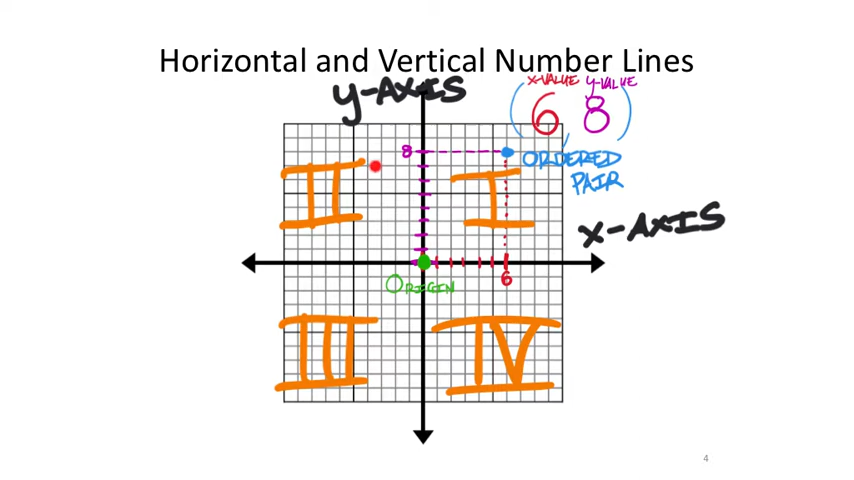 Horizontal and Vertical Number Lines
y-AXIS
x-VALUE y-VALUE
(6, 8)
8
ORDERED
PAIR
II
I
x-AXIS
6
ORIGIN
III
IV
4